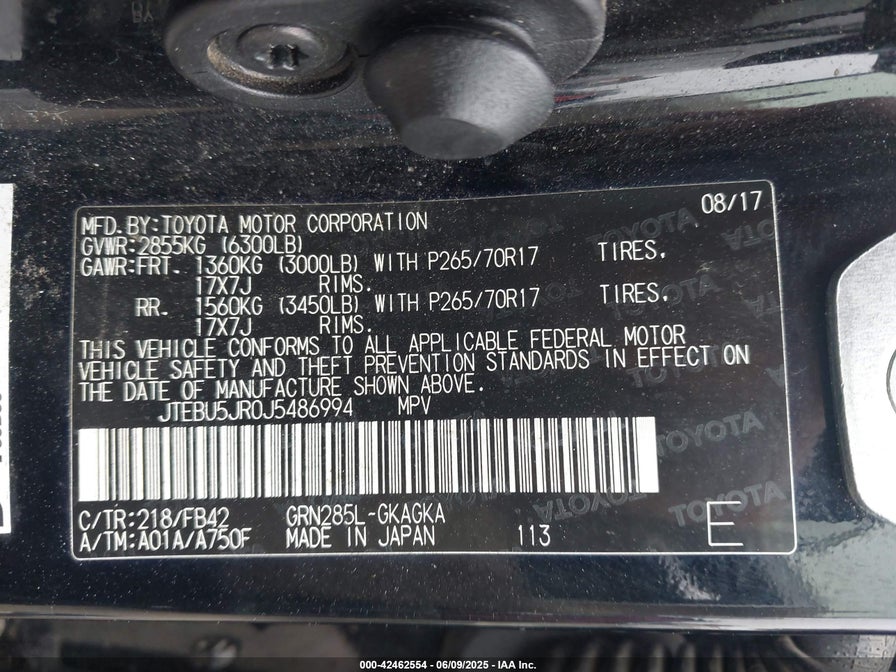 08/17
MFD.BY:TOYOTA MOTOR CORPORATION
GVWR:2855KG (6300LB)
GAWR:FRT. 1360KG (3000LB) WITH P265/70R17 TIRES,
17X7J RIMS.
RR. 1560KG (3450LB) WITH P265/70R17 TIRES,
17X7J RIMS.
THIS VEHICLE CONFORMS TO ALL APPLICABLE FEDERAL MOTOR
VEHICLE SAFETY AND THEFT PREVENTION STANDARDS IN EFFECT ON
THE DATE OF MANUFACTURE SHOWN ABOVE.
JTEBU5JR0J5486994 MPV
C/TR:218/FB42 GRN285L-GKAGKA
A/TM:A01A/A750F MADE IN JAPAN 113 E
TOYOTA
TOYOTA
TOYOTA
TOYOTA
000-42462554 - 06/09/2025 - IAA Inc.